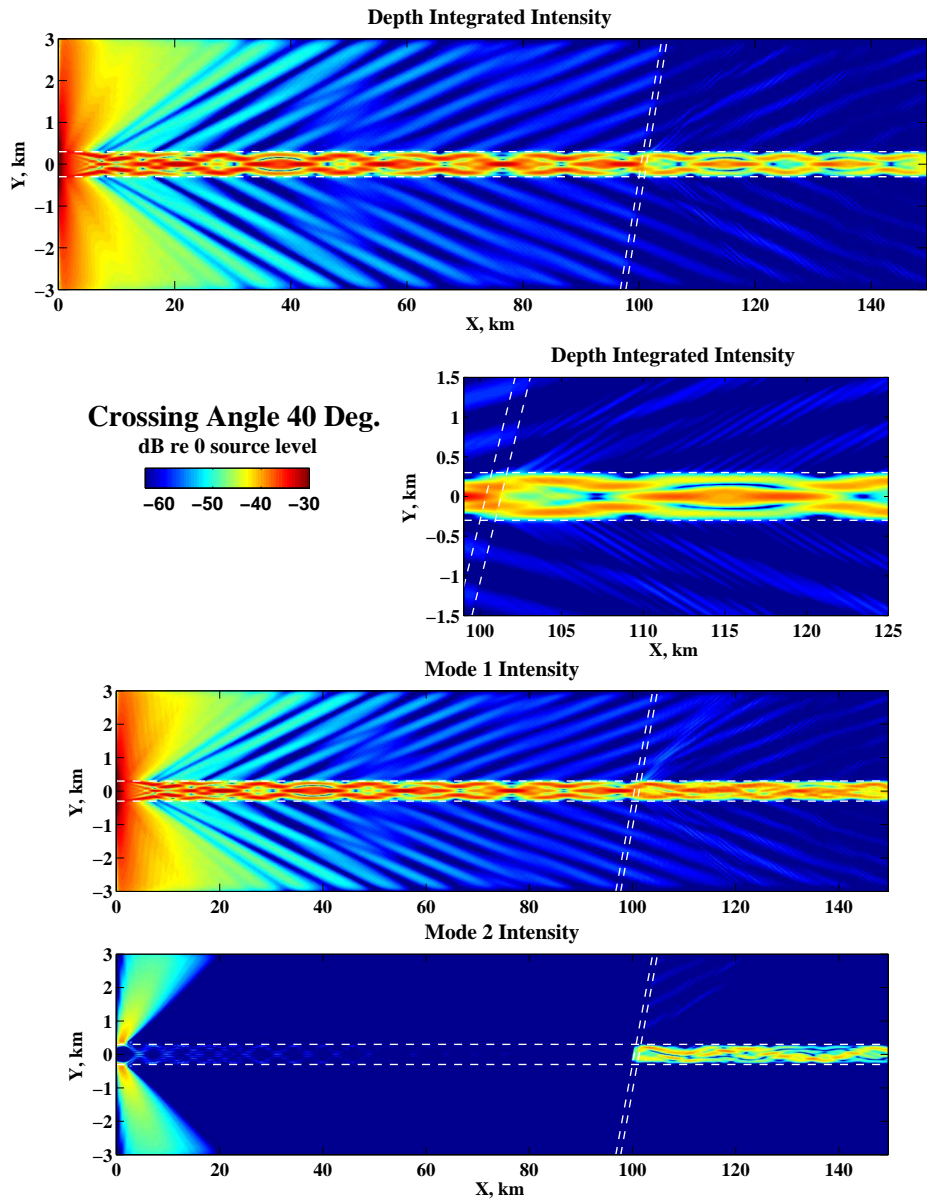 Depth Integrated Intensity
3
2
1
0
−1
−2
−3
Y, km
0 20 40 60 80 100 120 140
X, km
Depth Integrated Intensity
Crossing Angle 40 Deg.
dB re 0 source level
−60 −50 −40 −30
1.5
1
0.5
0
−0.5
−1
−1.5
Y, km
100 105 110 115 120 125
X, km
Mode 1 Intensity
3
2
1
0
−1
−2
−3
Y, km
0 20 40 60 80 100 120 140
Mode 2 Intensity
3
2
1
0
−1
−2
−3
Y, km
0 20 40 60 80 100 120 140
X, km